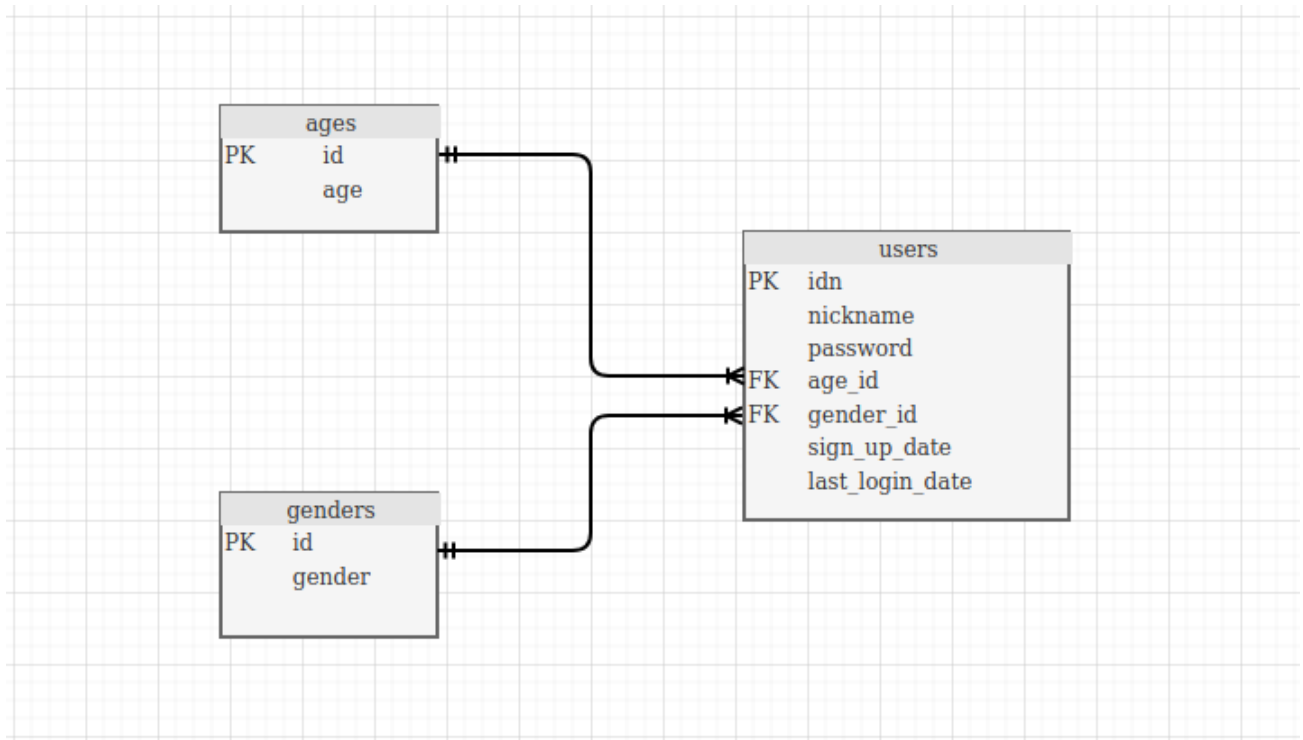 ages
PK id
age
users
PK idn
nickname
password
FK age_id
FK gender_id
sign_up_date
last_login_date
genders
PK id
gender